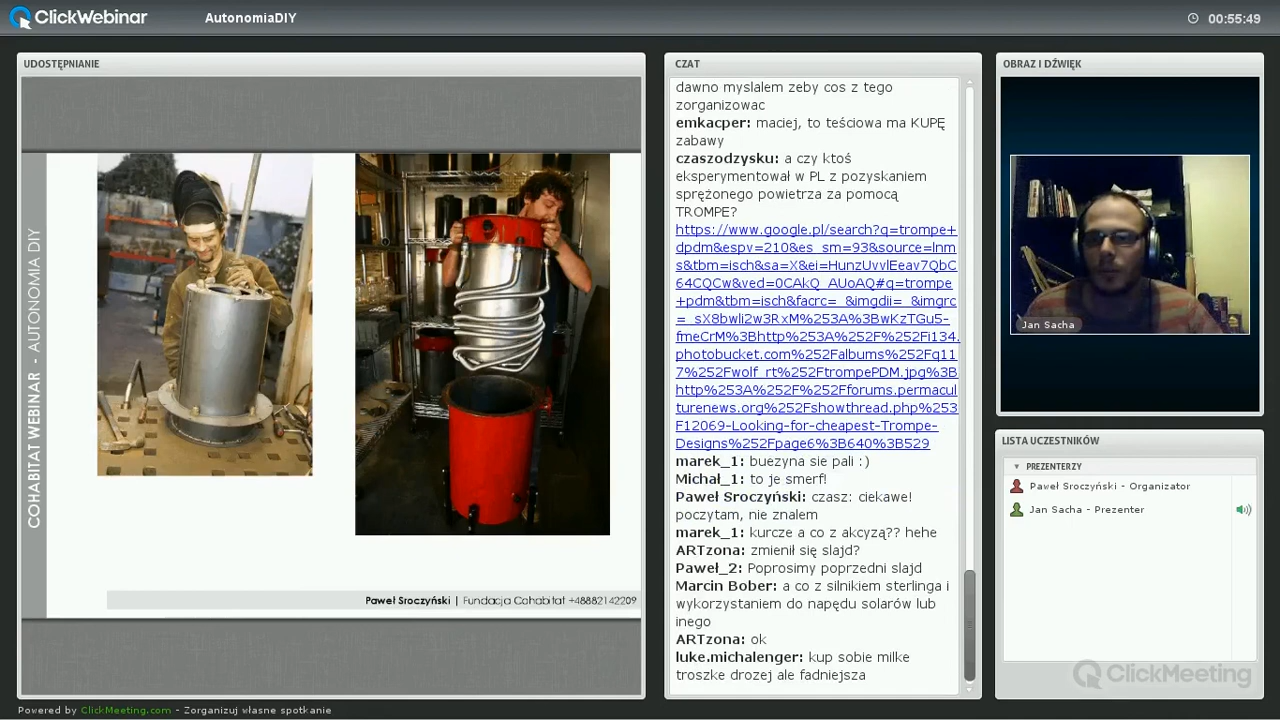 ClickWebinar
AutonomiaDIY
00:55:49
UDOSTĘPNIANIE
COHABITAT WEBINAR - AUTONOMIA DIY
Paweł Sroczyński | Fundacja Cohabitat +48882142209
CZAT
dawno myslalem zeby cos z tego
zorganizowac
emkacper: maciej, to teściowa ma KUPĘ
zabawy
czaszodzysku: a czy ktoś
eksperymentował w PL z pozyskaniem
sprężonego powietrza za pomocą
TROMPE?
https://www.google.pl/search?q=trompe+
dpdm&espv=210&es_sm=93&source=lnm
s&tbm=isch&sa=X&ei=HunzUvvlEeav7QbC
64CQCw&ved=0CAkQ_AUoAQ#q=trompe
+pdm&tbm=isch&facrc=_&imgdii=_&imgrc
=_sX8bwli2w3RxM%253A%3BwKzTGu5-
fmeCrM%3Bhttp%253A%252F%252Fi134.
photobucket.com%252Falbums%252Fq11
7%252Fwolf_rt%252FtrompePDM.jpg%3B
http%253A%252F%252Fforums.permacul
turenews.org%252Fshowthread.php%253
F12069-Looking-for-cheapest-Trompe-
Designs%252Fpage6%3B640%3B529
marek_1: buezyna sie pali :)
Michał_1: to je smerf!
Paweł Sroczyński: czasz: ciekawe!
poczytam, nie znalem
marek_1: kurcze a co z akcyzą?? hehe
ARTzona: zmienił się slajd?
Paweł_2: Poprosimy poprzedni slajd
Marcin Bober: a co z silnikiem sterlinga i
wykorzystaniem do napędu solarów lub
inego
ARTzona: ok
luke.michalenger: kup sobie milke
troszke drozej ale fadniejsza
OBRAZ I DŹWIĘK
Jan Sacha
LISTA UCZESTNIKÓW
PREZENTERZY
Paweł Sroczyński - Organizator
Jan Sacha - Prezenter
ClickMeeting
Powered by ClickMeeting.com - Zorganizuj własne spotkanie